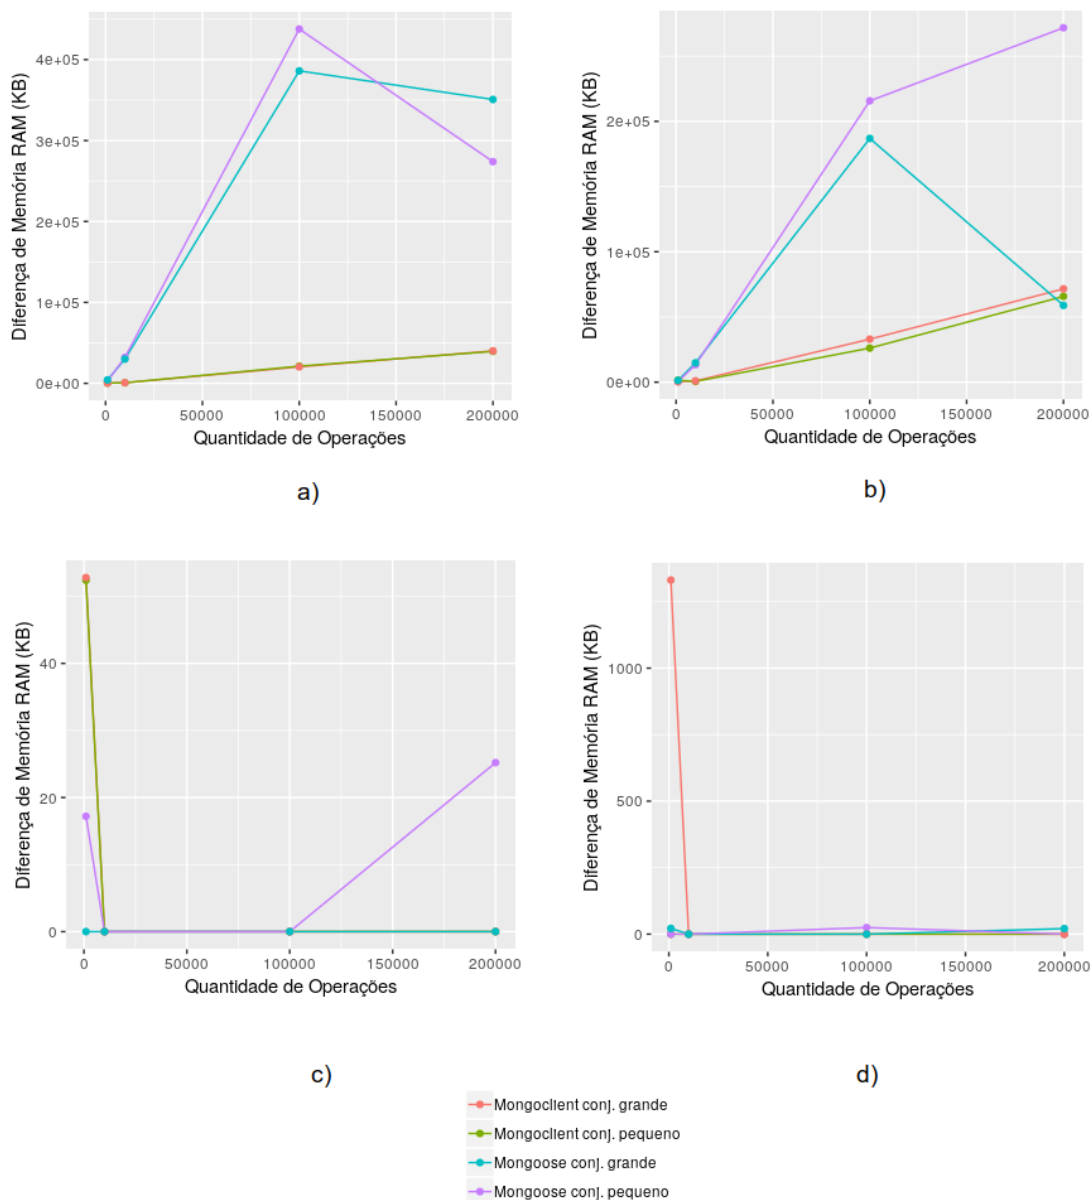 Diferença de Memória RAM (KB)
4e+05
3e+05
2e+05
1e+05
0e+00
0 50000 100000 150000 200000
Quantidade de Operações
a)
Diferença de Memória RAM (KB)
2e+05
1e+05
0e+00
0 50000 100000 150000 200000
Quantidade de Operações
b)
Diferença de Memória RAM (KB)
40
20
0
0 50000 100000 150000 200000
Quantidade de Operações
c)
Diferença de Memória RAM (KB)
1000
500
0
0 50000 100000 150000 200000
Quantidade de Operações
d)
Mongoclient conj. grande
Mongoclient conj. pequeno
Mongoose conj. grande
Mongoose conj. pequeno